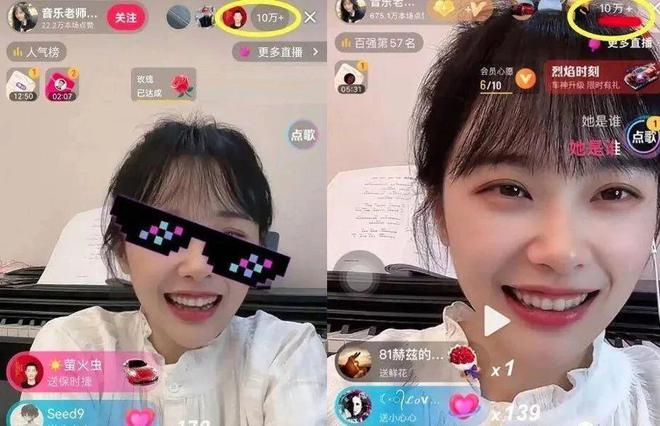 音乐老师...
22.2万本场点赞
关注
10万+
人气榜
更多直播
1
2
12:50
02:07
玫瑰
已达成
点歌
萤火虫
送保时捷
Seed9
音乐老...
675.1万本场点
10万+
百强第57名
更多直播
1
05:31
会员心愿
6/10
烈焰时刻
车神升级 限时有礼
她是谁
她是谁
点歌
81赫兹的...
送鲜花
x 1
送小心心
x 139